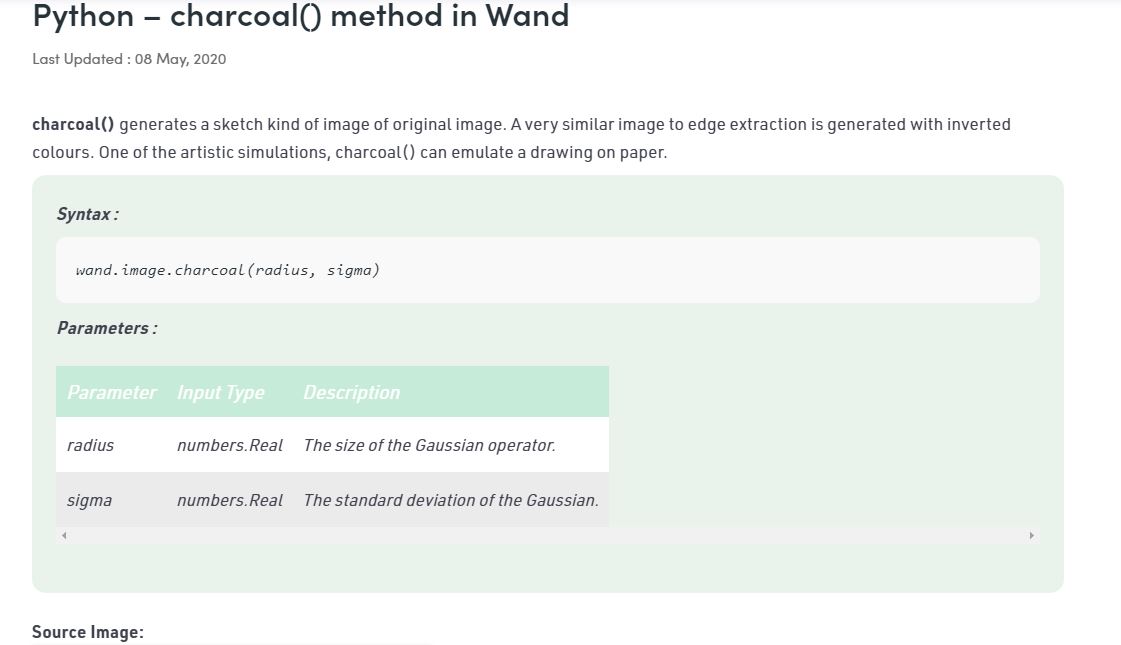 Python – charcoal() method in Wand
Last Updated : 08 May, 2020
charcoal() generates a sketch kind of image of original image. A very similar image to edge extraction is generated with inverted
colours. One of the artistic simulations, charcoal() can emulate a drawing on paper.
Syntax :
wand.image.charcoal(radius, sigma)
Parameters :
Parameter Input Type Description
radius numbers.Real The size of the Gaussian operator.
sigma numbers.Real The standard deviation of the Gaussian.
Source Image: